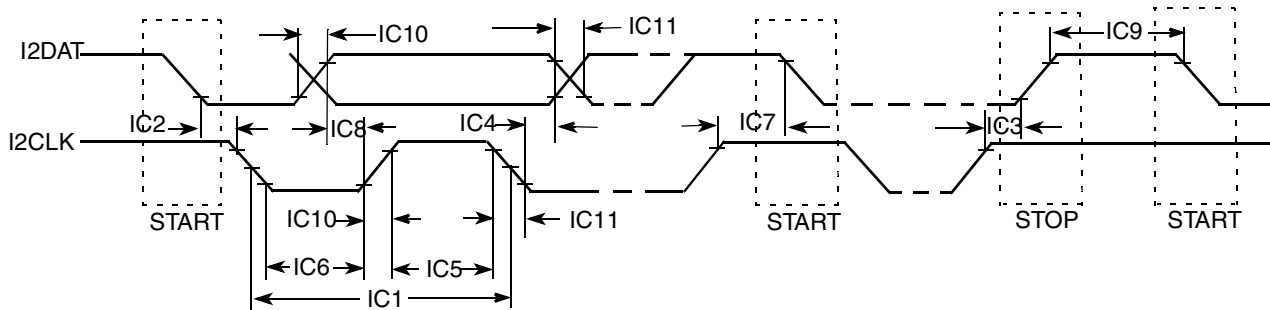 IC10
IC11
IC9
I2DAT
IC2
IC8
IC4
IC7
IC3
I2CLK
START
IC10
IC11
START
STOP
START
IC6
IC5
IC1